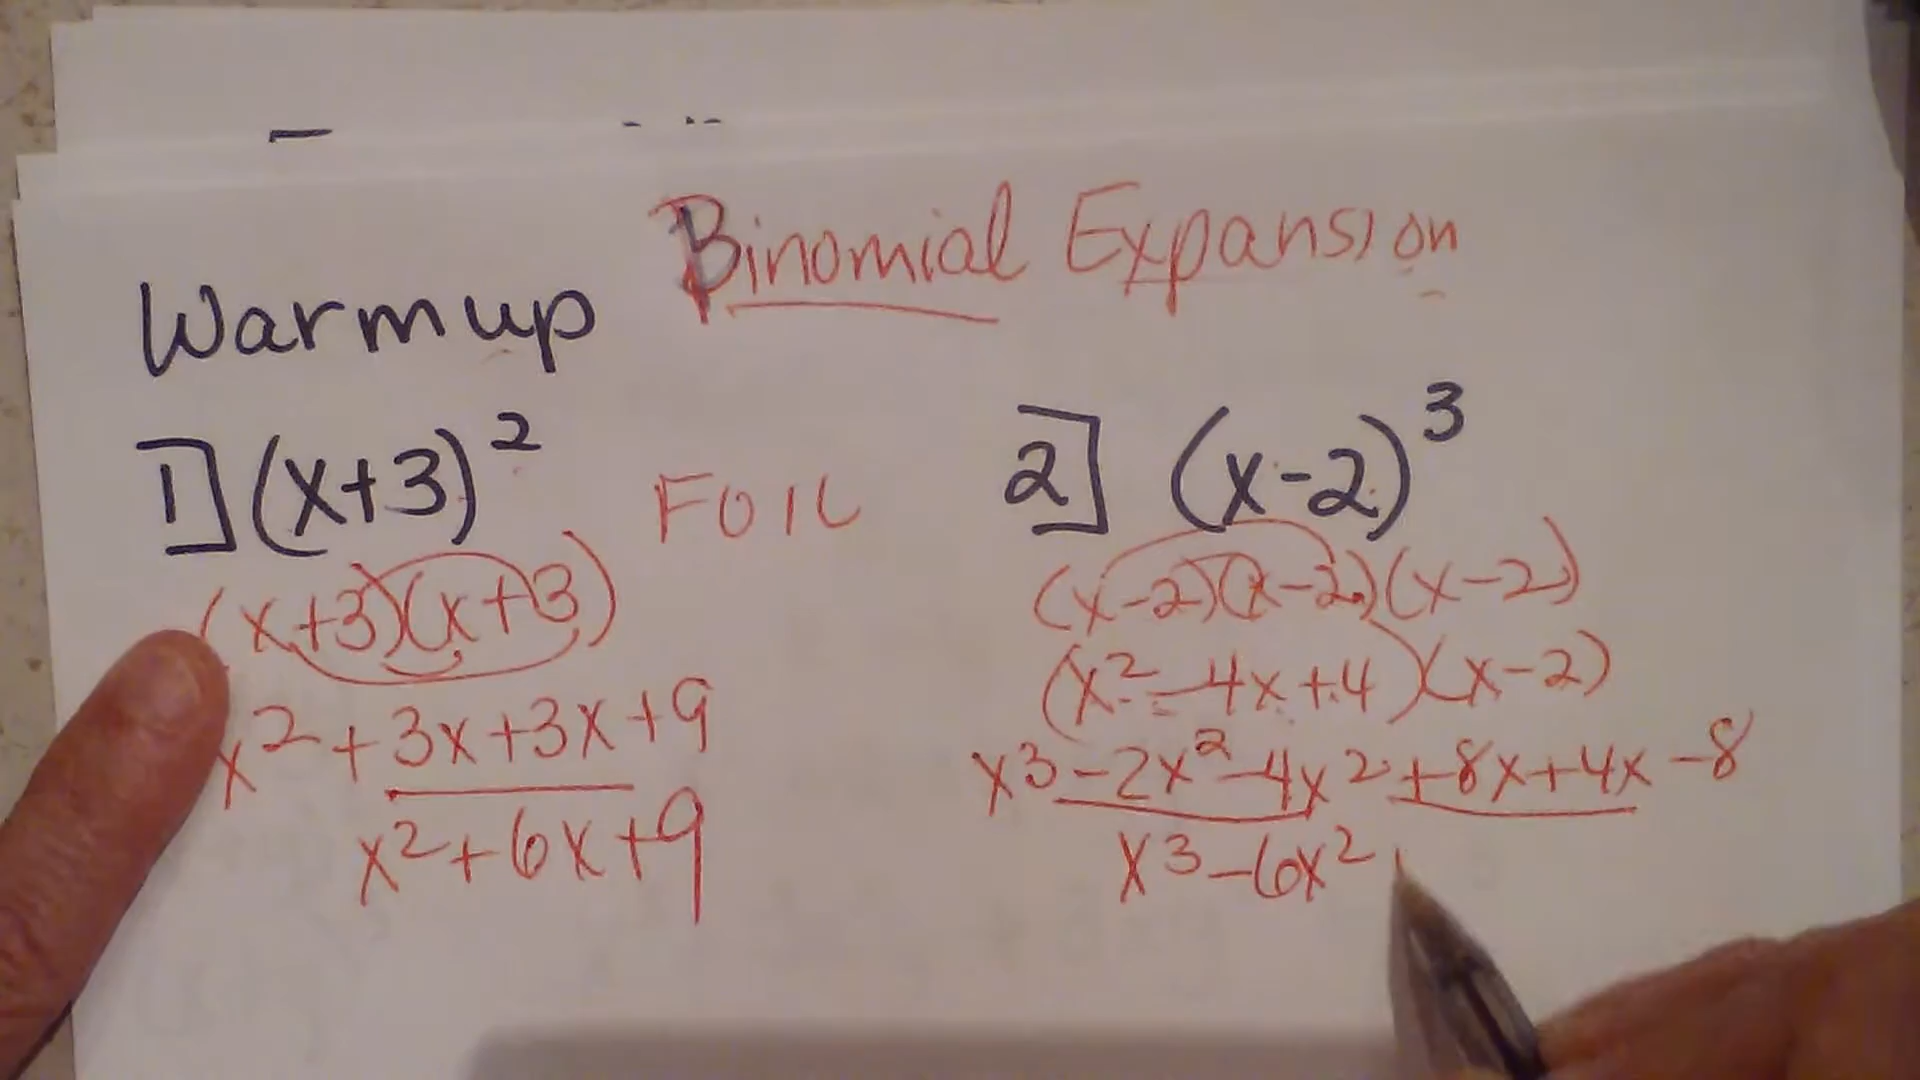 Binomial Expansion
Warmup
1] (x+3)²
FOIL
(x+3)(x+3)
x²+3x+3x+9
x²+6x+9
2] (x-2)³
(x-2)(x-2)(x-2)
(x²-4x+4)(x-2)
x³-2x²-4x²+8x+4x-8
x³-6x²